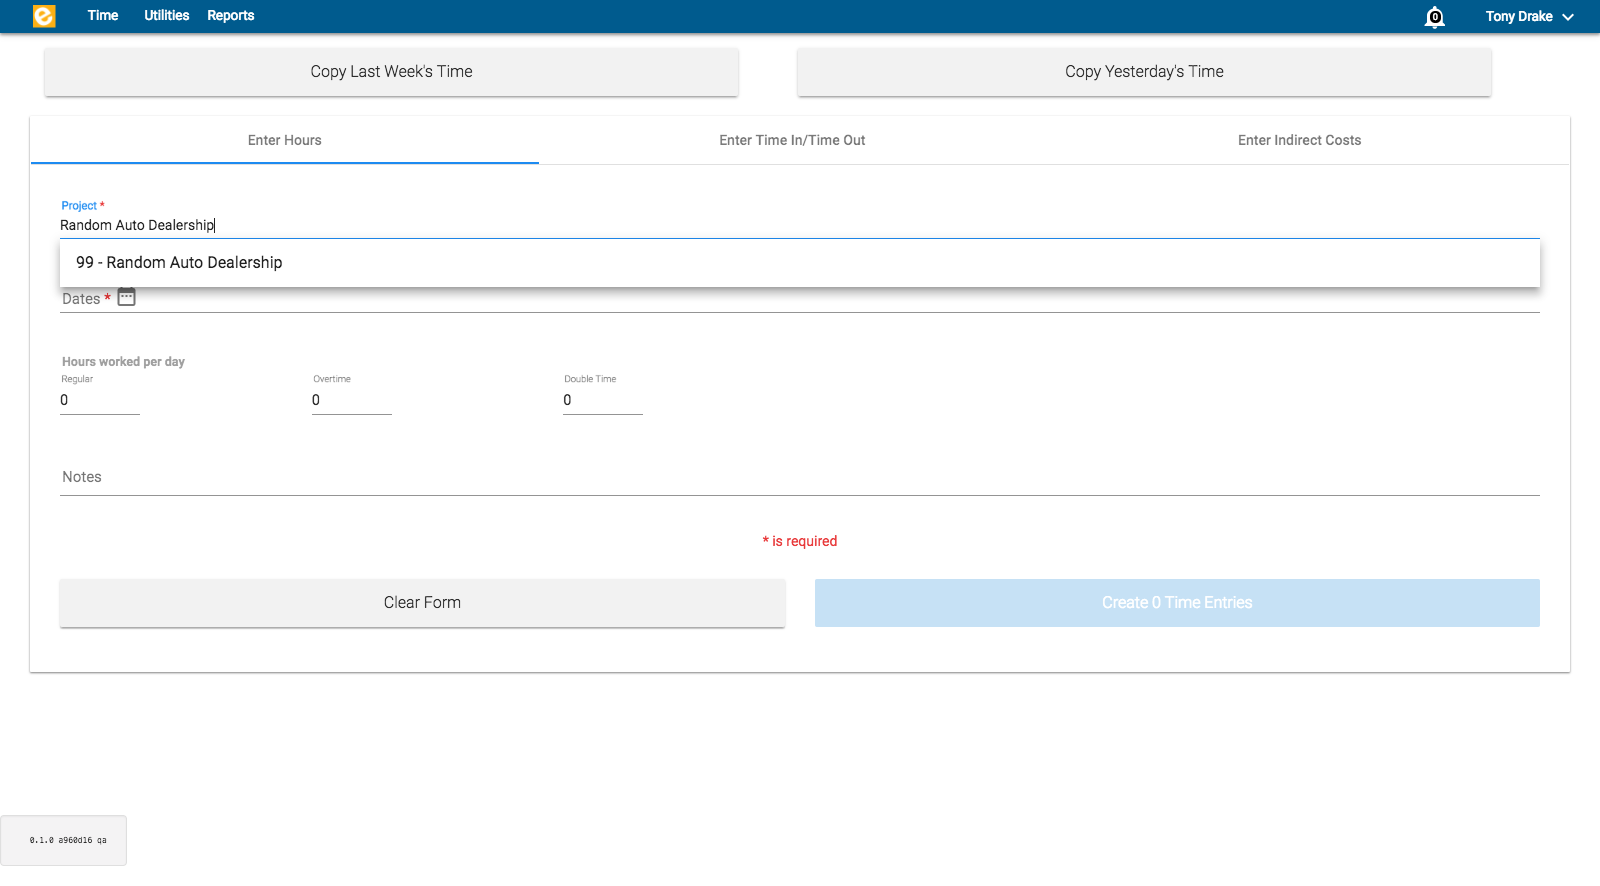 e Time Utilities Reports 0 Tony Drake
Copy Last Week's Time Copy Yesterday's Time
Enter Hours Enter Time In/Time Out Enter Indirect Costs
Project *
Random Auto Dealership
99 - Random Auto Dealership
Dates *
Hours worked per day
Regular Overtime Double Time
0 0 0
Notes
* is required
Clear Form Create 0 Time Entries
0.1.0 a960d16 qa